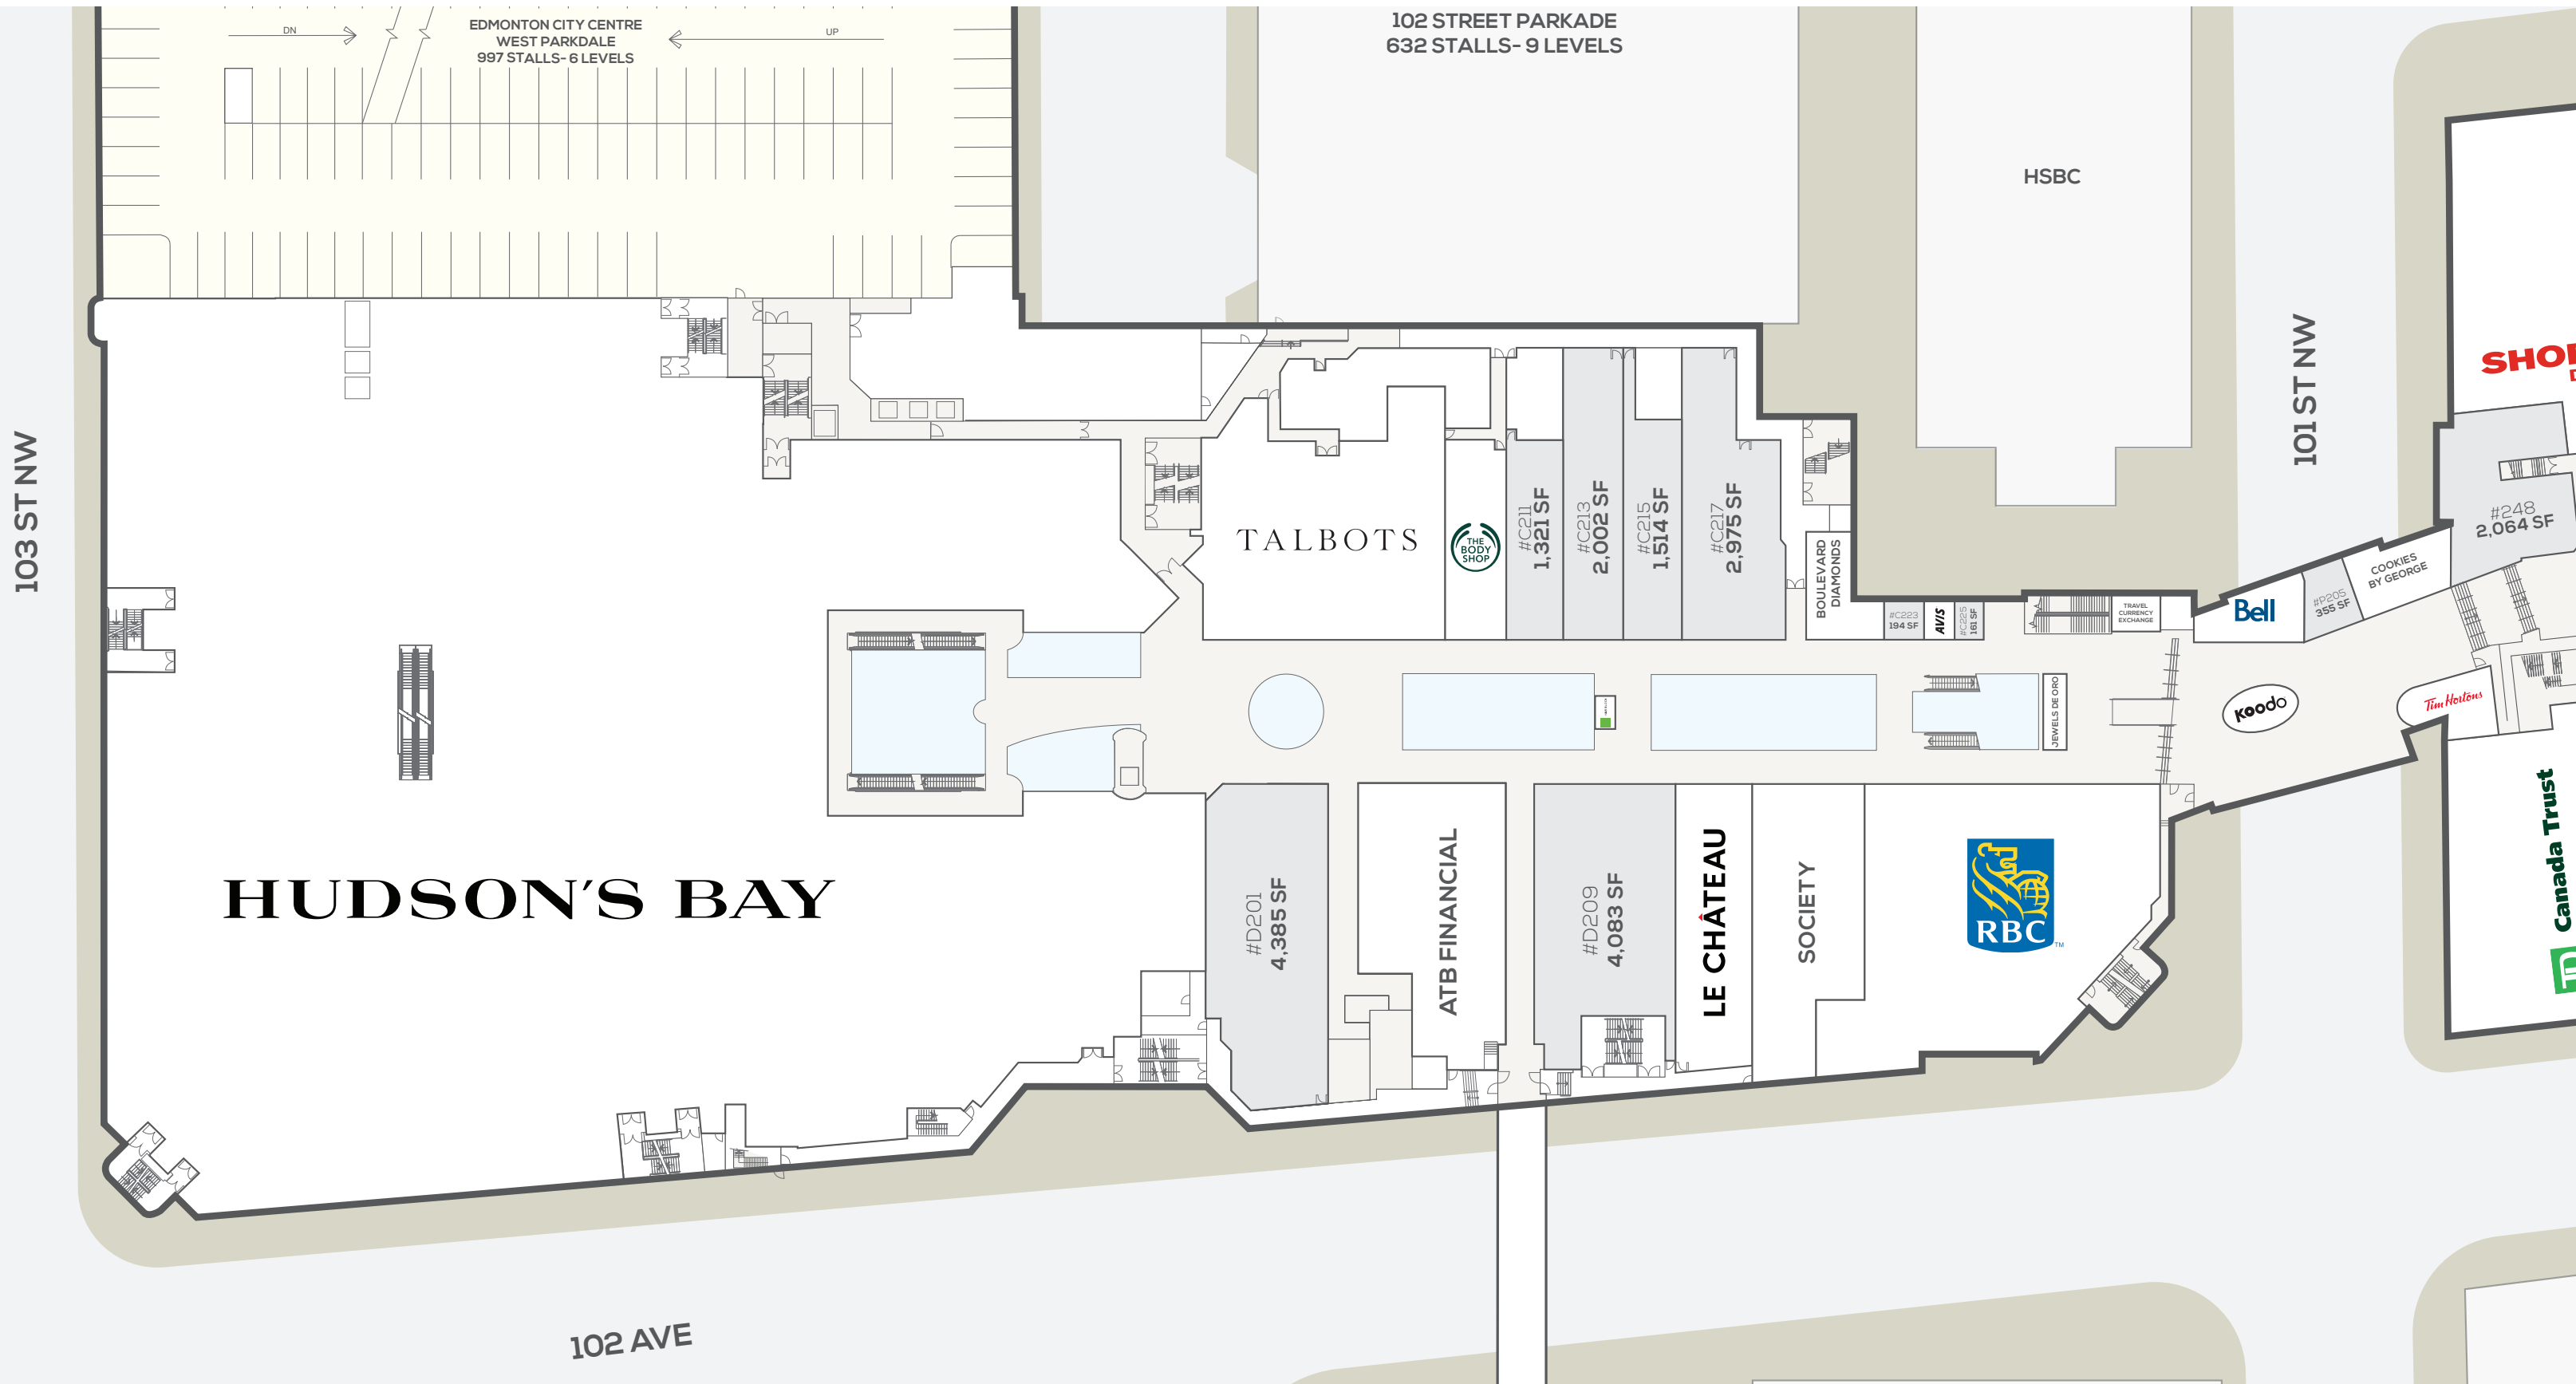 DN
EDMONTON CITY CENTRE
WEST PARKDALE
997 STALLS- 6 LEVELS
UP
102 STREET PARKADE
632 STALLS- 9 LEVELS
HSBC
103 ST NW
101 ST NW
SHO
#248
2,064 SF
TALBOTS
THE
BODY
SHOP
#C211
1,321 SF
#C213
2,002 SF
#C215
1,514 SF
#C217
2,975 SF
BOULEVARD
DIAMONDS
#C223
194 SF
AVIS
#C225
161 SF
TRAVEL
CURRENCY
EXCHANGE
Bell
#P205
355 SF
COOKIES
BY GEORGE
JEWELS DE ORO
Koodo
Tim Hortons
HUDSON'S BAY
#D201
4,385 SF
ATB FINANCIAL
#D209
4,083 SF
LE CHÂTEAU
SOCIETY
RBC
TM
Canada Trust
102 AVE